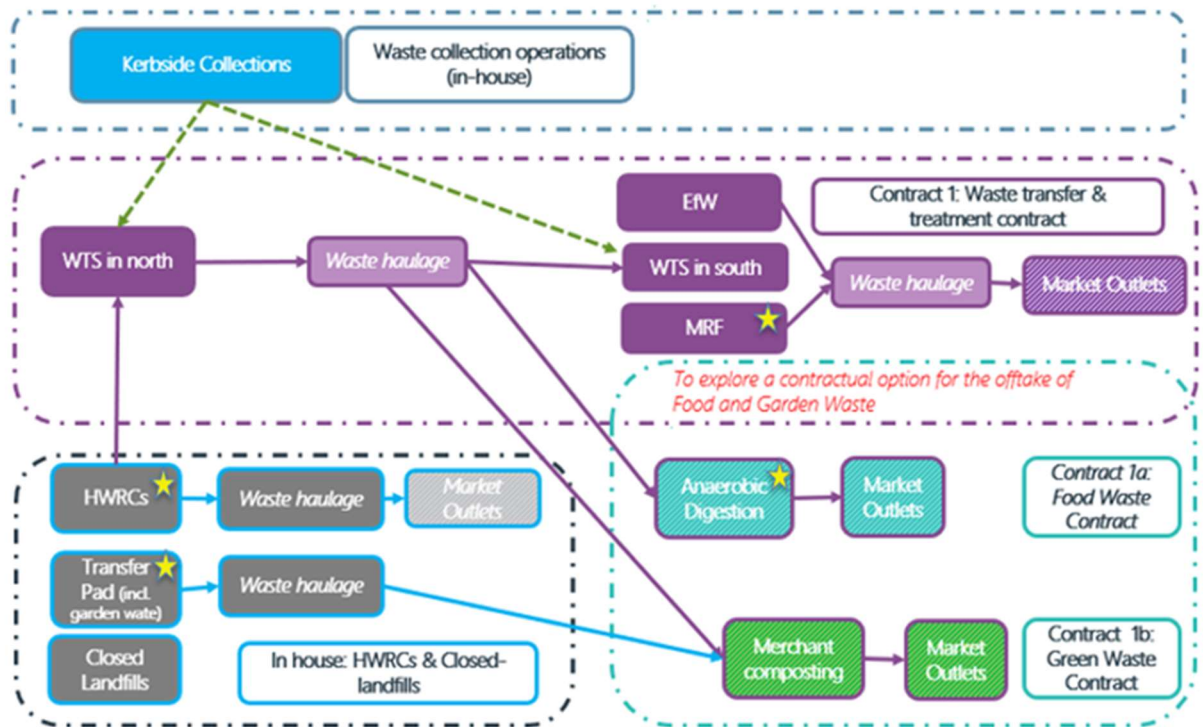 Kerbside Collections
Waste collection operations
(in-house)
EfW
Contract 1: Waste transfer &
treatment contract
WTS in north
Waste haulage
WTS in south
Waste haulage
Market Outlets
MRF
To explore a contractual option for the offtake of
Food and Garden Waste
HWRCs
Waste haulage
Market
Outlets
Anaerobic
Digestion
Market
Outlets
Contract 1a:
Food Waste
Contract
Transfer
Pad (incl.
garden wate)
Waste haulage
Closed
Landfills
In house: HWRCs & Closed-
landfills
Merchant
composting
Market
Outlets
Contract 1b:
Green Waste
Contract